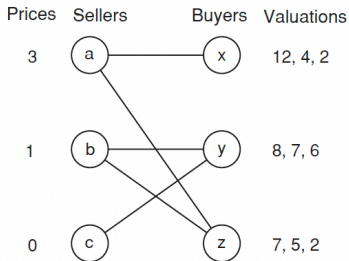 Prices Sellers Buyers Valuations
3 a x 12, 4, 2
1 b y 8, 7, 6
0 c z 7, 5, 2